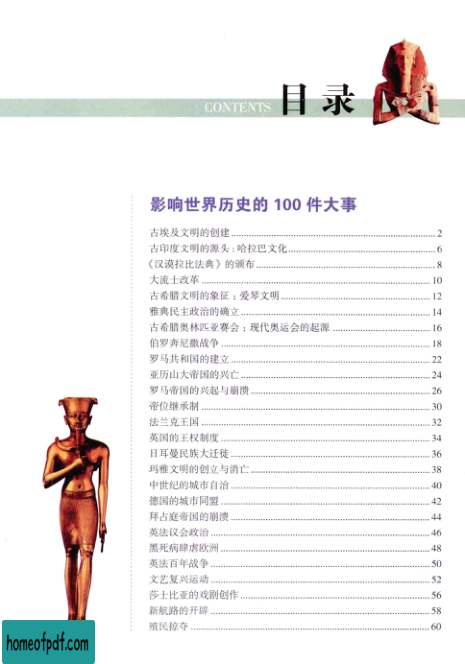 CONTENTS 目录
影响世界历史的 100 件大事
古埃及文明的创建 2
古印度文明的源头:哈拉巴文化 6
《汉谟拉比法典》的颁布 8
大流士改革 10
古希腊文明的象征:爱琴文明 12
雅典民主政治的确立 14
古希腊奥林匹亚赛会:现代奥运会的起源 16
伯罗奔尼撒战争 18
罗马共和国的建立 22
亚历山大帝国的兴亡 24
罗马帝国的兴起与崩溃 26
帝位继承制 30
法兰克王国 32
英国的王权制度 34
日耳曼民族大迁徙 36
玛雅文明的创立与消亡 38
中世纪的城市自治 40
德国的城市同盟 42
拜占庭帝国的崩溃 44
英法议会政治 46
黑死病肆虐欧洲 48
英法百年战争 50
文艺复兴运动 52
莎士比亚的戏剧创作 56
新航路的开辟 58
殖民掠夺 60
homeofpdf.com